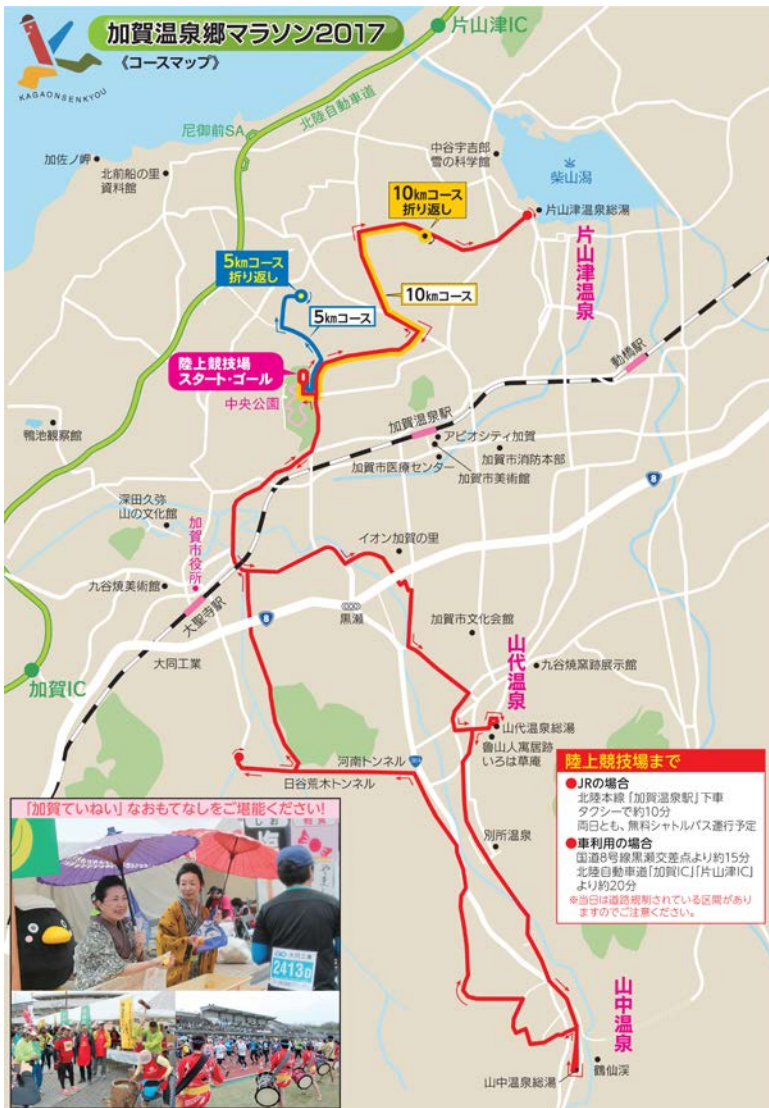 加賀温泉郷マラソン2017
《コースマップ》
KAGAONSENKYOU
片山津IC
北陸自動車道
尼御前SA
加佐ノ岬
北前船の里
資料館
中谷宇吉郎
雪の科学館
柴山潟
片山津温泉総湯
片山津温泉
10kmコース
折り返し
5kmコース
折り返し
10kmコース
5kmコース
陸上競技場
スタート・ゴール
中央公園
動橋駅
加賀温泉駅
アビオシティ加賀
加賀市医療センター
加賀市消防本部
加賀市美術館
鴨池観察館
8
深田久弥
山の文化館
イオン加賀の里
加賀市役所
九谷焼美術館
大聖寺駅
8
黒瀬
加賀市文化会館
大同工業
山代温泉
九谷焼窯跡展示館
加賀IC
山代温泉総湯
魯山人寓居跡
いろは草庵
河南トンネル
日谷荒木トンネル
別所温泉
陸上競技場まで
●JRの場合
北陸本線「加賀温泉駅」下車
タクシーで約10分
両日とも、無料シャトルバス運行予定
●車利用の場合
国道8号線黒瀬交差点より約15分
北陸自動車道「加賀IC」「片山津IC」
より約20分
※当日は道路規制されている区間があり
ますのでご注意ください。
「加賀ていねい」なおもてなしをご堪能ください!
大同工業
2413D
山中温泉
鶴仙渓
山中温泉総湯